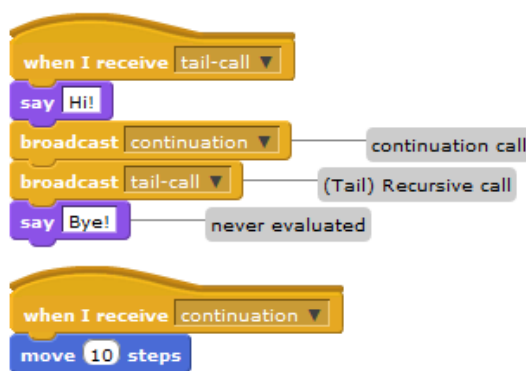 when I receive tail-call
say Hi!
broadcast continuation continuation call
broadcast tail-call (Tail) Recursive call
say Bye! never evaluated
when I receive continuation
move 10 steps